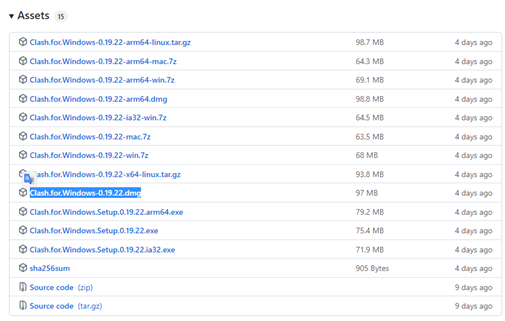 Assets 15
Clash.for.Windows-0.19.22-arm64-linux.tar.gz 98.7 MB 4 days ago
Clash.for.Windows-0.19.22-arm64-mac.7z 64.3 MB 4 days ago
Clash.for.Windows-0.19.22-arm64-win.7z 69.1 MB 4 days ago
Clash.for.Windows-0.19.22-arm64.dmg 98.8 MB 4 days ago
Clash.for.Windows-0.19.22-ia32-win.7z 64.5 MB 4 days ago
Clash.for.Windows-0.19.22-mac.7z 63.5 MB 4 days ago
Clash.for.Windows-0.19.22-win.7z 68 MB 4 days ago
lash.for.Windows-0.19.22-x64-linux.tar.gz 93.8 MB 4 days ago
Clash.for.Windows-0.19.22.dmg 97 MB 4 days ago
Clash.for.Windows.Setup.0.19.22.arm64.exe 79.2 MB 4 days ago
Clash.for.Windows.Setup.0.19.22.exe 75.4 MB 4 days ago
Clash.for.Windows.Setup.0.19.22.ia32.exe 71.9 MB 4 days ago
sha256sum 905 Bytes 4 days ago
Source code (zip) 9 days ago
Source code (tar.gz) 9 days ago